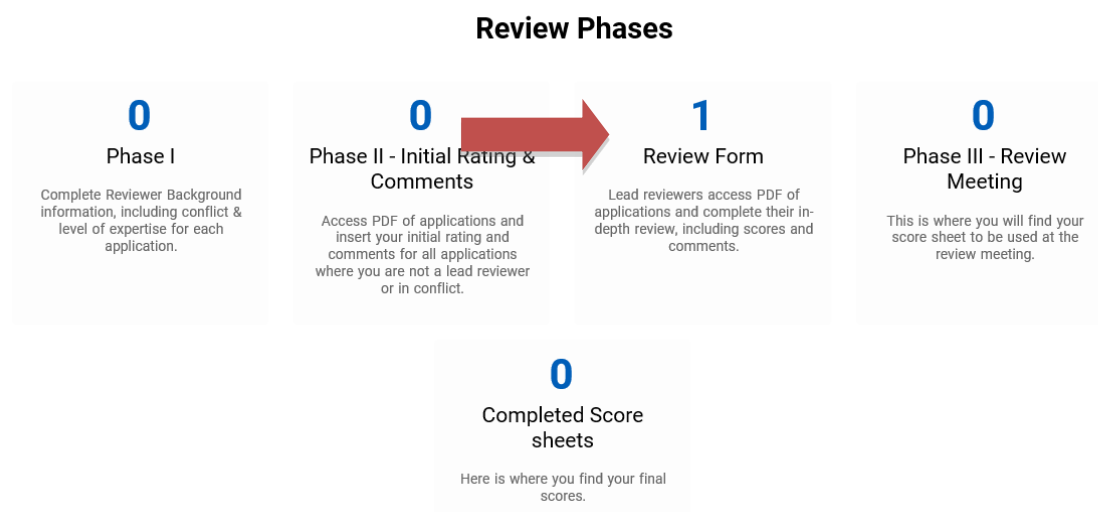 Review Phases
0
Phase I
Complete Reviewer Background
information, including conflict &
level of expertise for each
application.
0
Phase II - Initial Rating &
Comments
Access PDF of applications and
insert your initial rating and
comments for all applications
where you are not a lead reviewer
or in conflict.
1
Review Form
Lead reviewers access PDF of
applications and complete their in-
depth review, including scores and
comments.
0
Phase III - Review
Meeting
This is where you will find your
score sheet to be used at the
review meeting.
0
Completed Score
sheets
Here is where you find your final
scores.